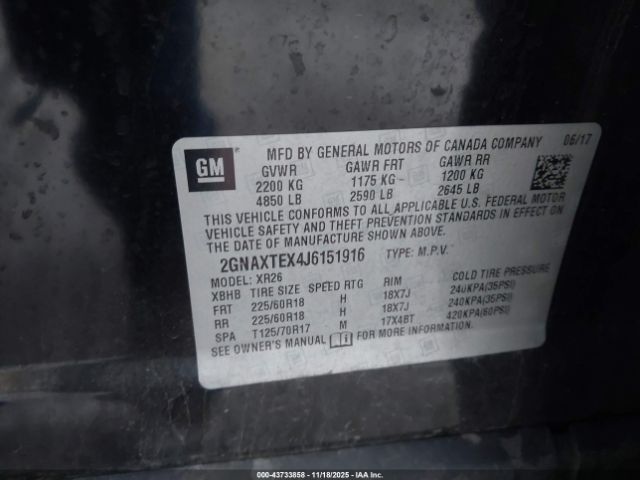 GM
MFD BY GENERAL MOTORS OF CANADA COMPANY 06/17
GVWR GAWR FRT GAWR RR
2200 KG 1175 KG 1200 KG
4850 LB 2590 LB 2645 LB
THIS VEHICLE CONFORMS TO ALL APPLICABLE U.S. FEDERAL MOTOR
VEHICLE SAFETY AND THEFT PREVENTION STANDARDS IN EFFECT ON
THE DATE OF MANUFACTURE SHOWN ABOVE.
2GNAXTEX4J6151916 TYPE: M.P.V.
MODEL: XR26
XBHB TIRE SIZE SPEED RTG RIM COLD TIRE PRESSURE
FRT 225/60R18 H 18X7J 240KPA(35PSI)
RR 225/60R18 H 18X7J 240KPA(35PSI)
SPA T125/70R17 M 17X4BT 420KPA(60PSI)
SEE OWNER'S MANUAL FOR MORE INFORMATION.
© - 43733858 - 11/18/2025 - IAA Inc.